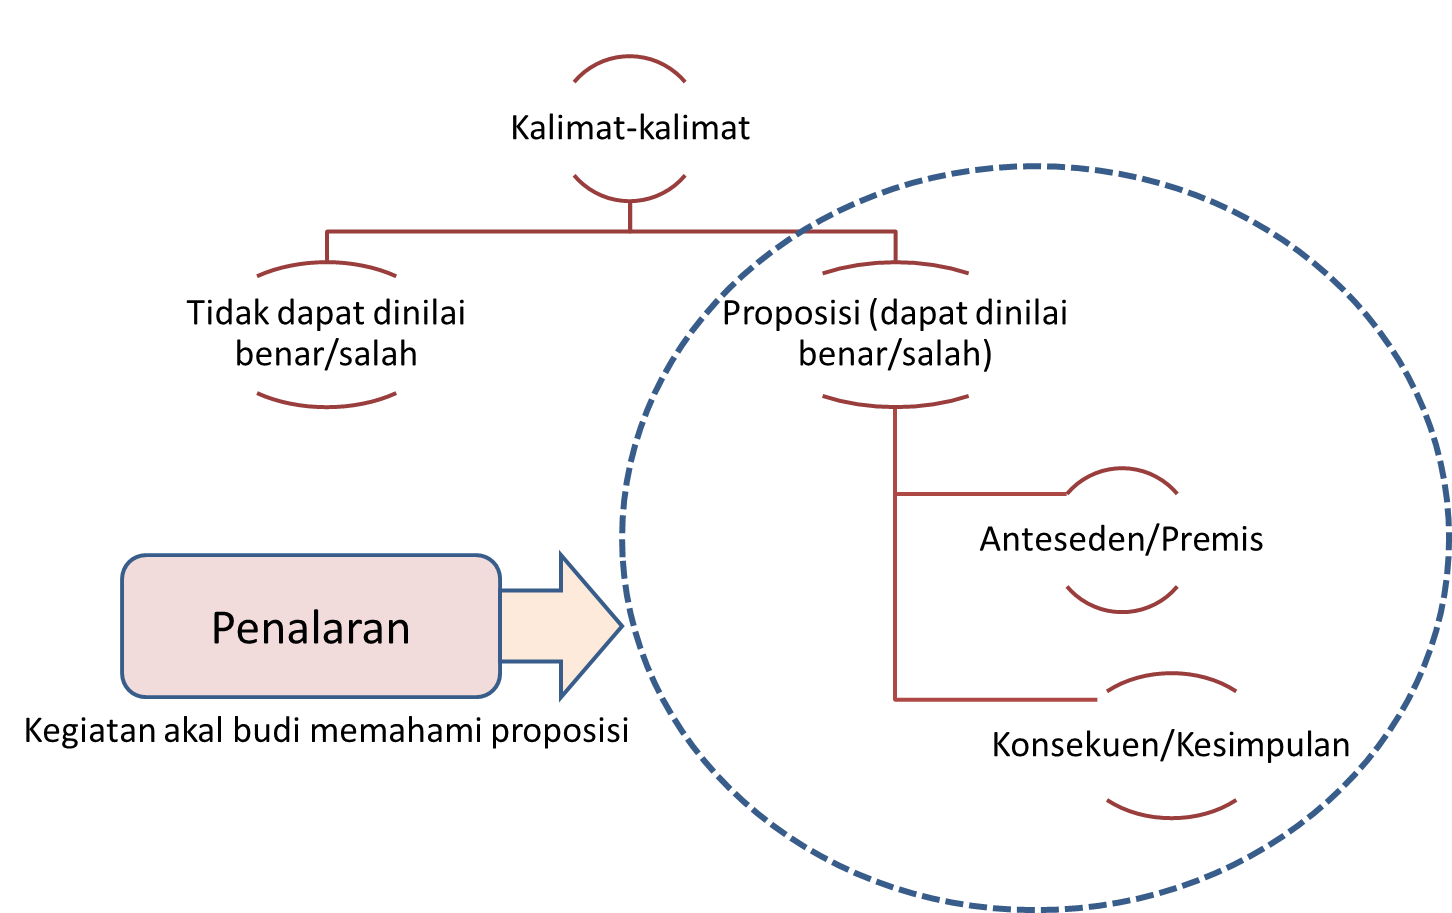 Kalimat-kalimat
Tidak dapat dinilai
benar/salah
Proposisi (dapat dinilai
benar/salah)
Anteseden/Premis
Penalaran
Kegiatan akal budi memahami proposisi
Konsekuen/Kesimpulan